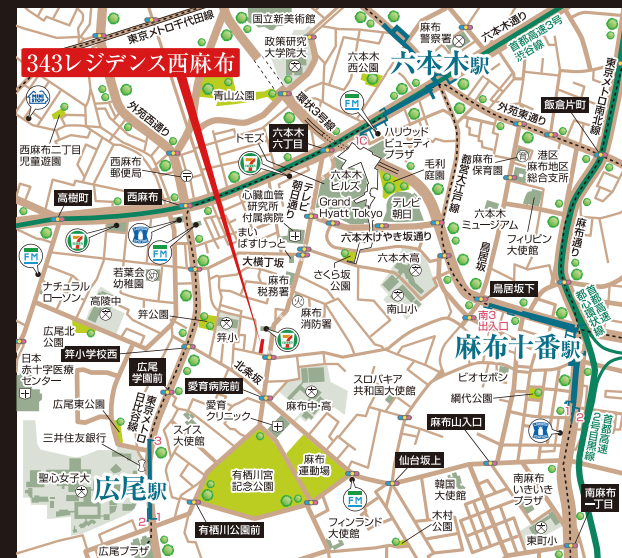 東京メトロ千代田線
国立新美術館
政策研究
大学院大
麻布
警察署
六本木通り
首都高速3号
渋谷線
343レジデンス西麻布
六本木
西公園
六本木駅
東京メトロ南北線
MINI
STOP
外苑西通り
青山公園
環状3号線
FM
外苑東通り
飯倉片町
西麻布二丁目
児童遊園
ドモズ
六本木
六丁目
IC
ハリウッド
ビューティ
プラザ
西麻布
郵便局
六本木
ヒルズ
毛利
庭園
都営大江戸線
麻布
保育園
港区
麻布地区
総合支所
高樹町
西麻布
心臓血管
研究所
付属病院
テレビ
朝日通り
Grand
Hyatt Tokyo
テレビ
朝日
六本木
ミュージアム
麻布通り
まい
ばすけっと
六本木けやき坂通り
フィリピン
大使館
FM
FM
大横丁坂
さくら坂
公園
六本木高
鳥居坂
若葉会
幼稚園
麻布
税務署
鳥居坂下
首都高速
都心環状線
ナチュラル
ローソン
高陵中
笄公園
笄小
麻布
消防署
南山小
南3
出入口
広尾北
公園
麻布十番駅
日本
赤十字医療
センター
笄小学校西
広尾
学園前
北条坂
愛育病院前
スロバキア
共和国大使館
ビオセボン
網代公園
広尾東公園
東京メトロ
日比谷線
愛育
クリニック
麻布中・高
麻布山入口
1
2
首都高速
2号目黒線
三井住友銀行
3
スイス
大使館
仙台坂上
聖心女子大
広尾駅
有栖川宮
記念公園
麻布
運動場
韓国
大使館
南麻布
いきいき
プラザ
南麻布
一丁目
2
1
有栖川公園前
FM
フィンランド
大使館
木村
公園
広尾プラザ
東町小